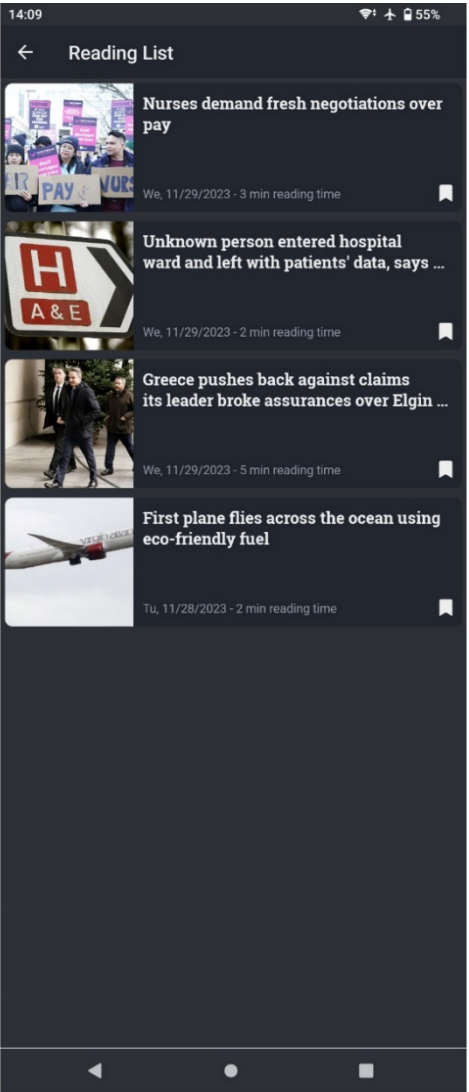 14:09
55%
Reading List
Nurses demand fresh negotiations over
pay
We, 11/29/2023 - 3 min reading time
PAY
NURS
Unknown person entered hospital
ward and left with patients' data, says ...
We, 11/29/2023 - 2 min reading time
H
A & E
Greece pushes back against claims
its leader broke assurances over Elgin ...
We, 11/29/2023 - 5 min reading time
First plane flies across the ocean using
eco-friendly fuel
Tu, 11/28/2023 - 2 min reading time